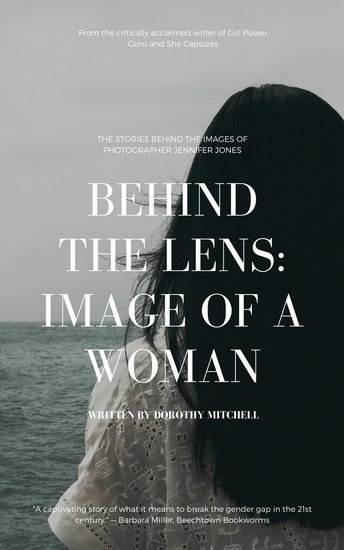 From the critically acclaimed writer of Girl Power
Guru and She Captures
THE STORIES BEHIND THE IMAGES OF
PHOTOGRAPHER JENNIFER JONES
BEHIND
THE LENS:
IMAGE OF A
WOMAN
WRITTEN BY DOROTHY MITCHELL
"A captivating story of what it means to break the gender gap in the 21st
century." — Barbara Miller, Beechtown Bookworms